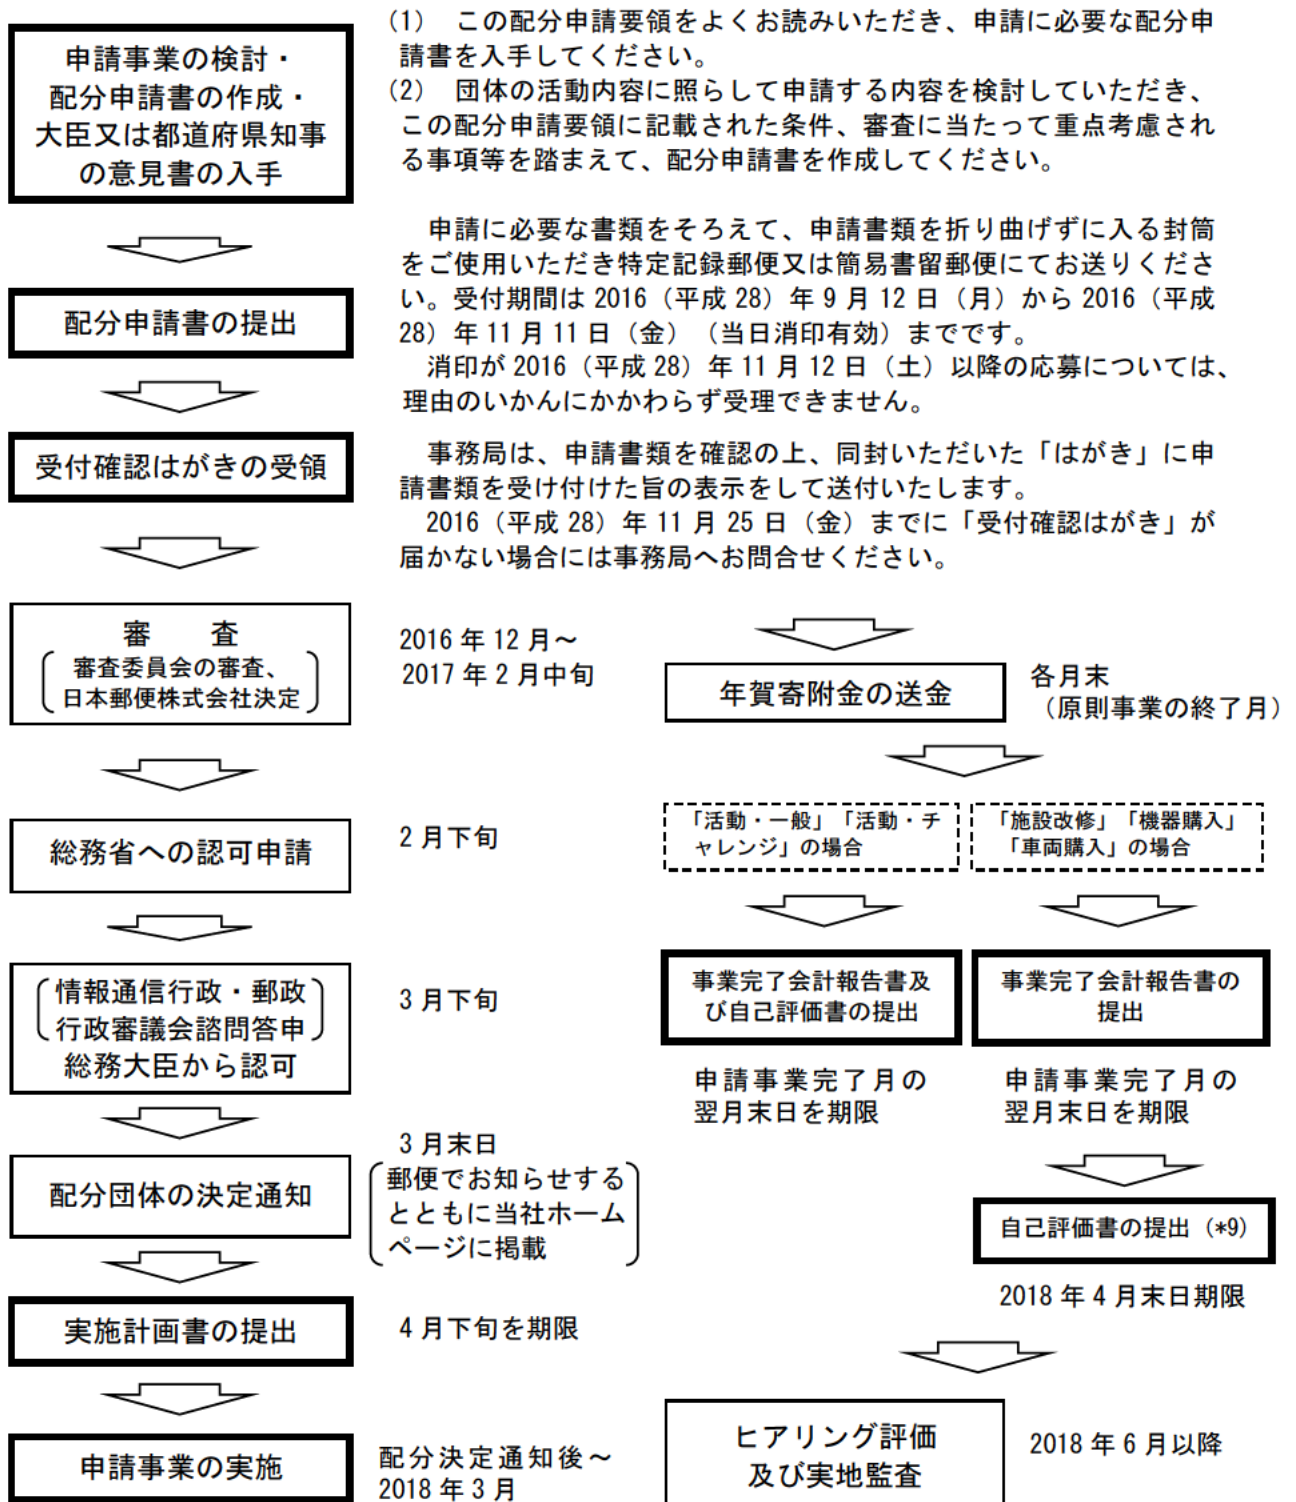 申請事業の検討・
配分申請書の作成・
大臣又は都道府県知事
の意見書の入手
(1) この配分申請要領をよくお読みいただき、申請に必要な配分申
請書を入手してください。
(2) 団体の活動内容に照らして申請する内容を検討していただき、
この配分申請要領に記載された条件、審査に当たって重点考慮され
る事項等を踏まえて、配分申請書を作成してください。
配分申請書の提出
申請に必要な書類をそろえて、申請書類を折り曲げずに入る封筒
をご使用いただき特定記録郵便又は簡易書留郵便にてお送りくださ
い。受付期間は 2016（平成 28）年 9 月 12 日（月）から 2016（平成
28）年 11 月 11 日（金）（当日消印有効）までです。
消印が 2016（平成 28）年 11 月 12 日（土）以降の応募については、
理由のいかんにかかわらず受理できません。
受付確認はがきの受領
事務局は、申請書類を確認の上、同封いただいた「はがき」に申
請書類を受け付けた旨の表示をして送付いたします。
2016（平成 28）年 11 月 25 日（金）までに「受付確認はがき」が
届かない場合には事務局へお問合せください。
審 査
審査委員会の審査、
日本郵便株式会社決定
2016 年 12 月～
2017 年 2 月中旬
総務省への認可申請
2 月下旬
情報通信行政・郵政
行政審議会諮問答申
総務大臣から認可
3 月下旬
配分団体の決定通知
3 月末日
郵便でお知らせする
とともに当社ホーム
ページに掲載
実施計画書の提出
4 月下旬を期限
申請事業の実施
配分決定通知後～
2018 年 3 月
年賀寄附金の送金
各月末
（原則事業の終了月）
「活動・一般」「活動・チ
ャレンジ」の場合
事業完了会計報告書及
び自己評価書の提出
申請事業完了月の
翌月末日を期限
「施設改修」「機器購入」
「車両購入」の場合
事業完了会計報告書の
提出
申請事業完了月の
翌月末日を期限
自己評価書の提出（*9）
2018 年 4 月末日期限
ヒアリング評価
及び実地監査
2018 年 6 月以降